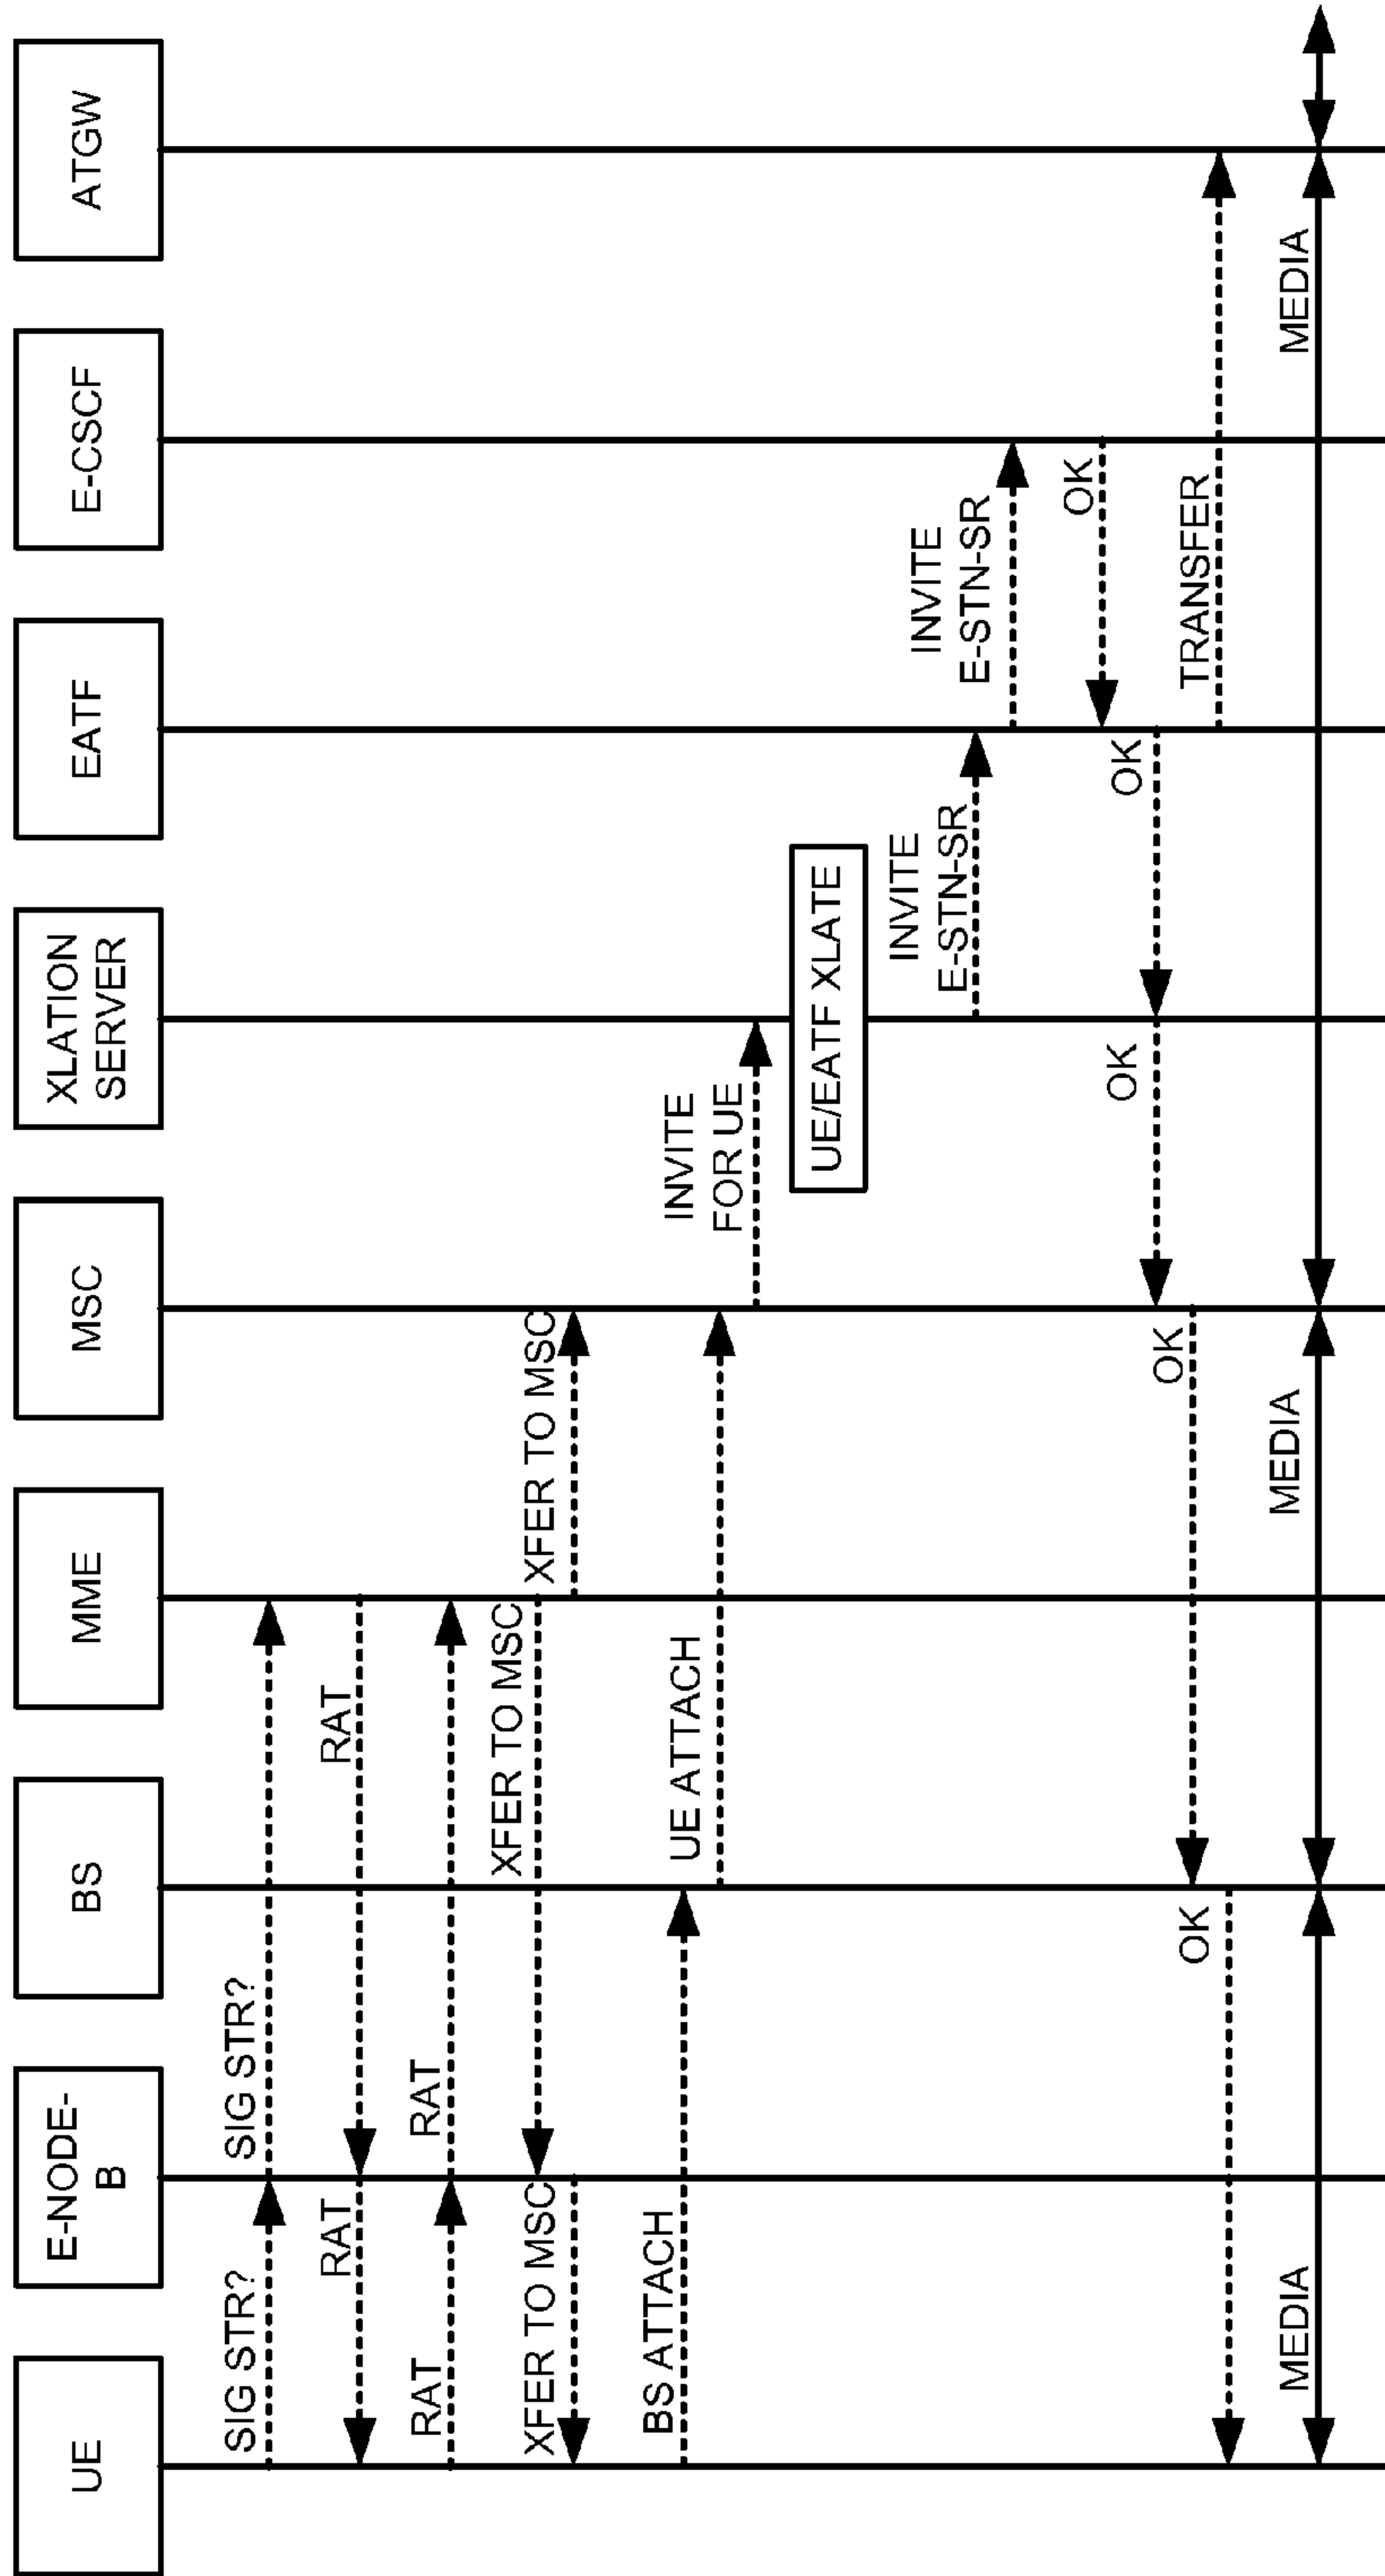 UE
E-NODE-
B
BS
MME
MSC
XLATION
SERVER
EATF
E-CSCF
ATGW
SIG STR?
SIG STR?
RAT
RAT
RAT
RAT
XFER TO MSC
XFER TO MSC
XFER TO MSC
BS ATTACH
UE ATTACH
INVITE
FOR UE
UE/EATF XLATE
INVITE
E-STN-SR
INVITE
E-STN-SR
OK
OK
OK
OK
TRANSFER
OK
MEDIA
MEDIA
MEDIA